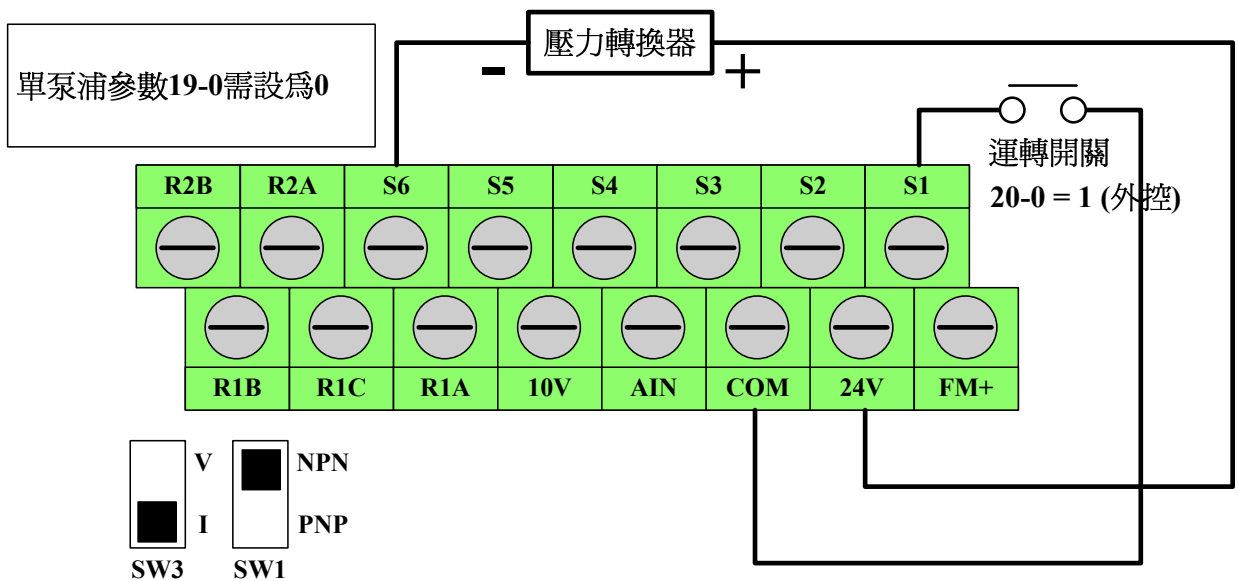 壓力轉換器
- +
單泵浦參數19-0需設爲0
運轉開關
20-0 = 1 (外控)
R2B R2A S6 S5 S4 S3 S2 S1
R1B R1C R1A 10V AIN COM 24V FM+
V NPN
I PNP
SW3 SW1